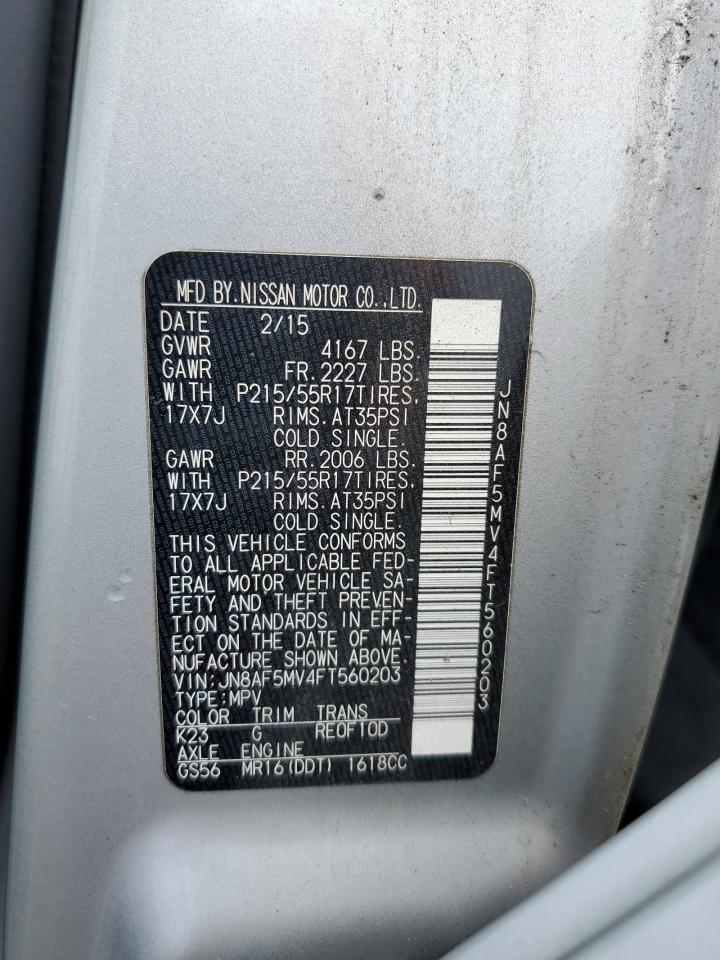 MFD BY.NISSAN MOTOR CO.,LTD.
DATE 2/15
GVWR 4167 LBS.
GAWR FR.2227 LBS.
WITH P215/55R17TIRES.
17X7J RIMS.AT35PSI
COLD SINGLE.
GAWR RR.2006 LBS.
WITH P215/55R17TIRES.
17X7J RIMS.AT35PSI
COLD SINGLE.
THIS VEHICLE CONFORMS
TO ALL APPLICABLE FED-
ERAL MOTOR VEHICLE SA-
FETY AND THEFT PREVEN-
TION STANDARDS IN EFF-
ECT ON THE DATE OF MA-
NUFACTURE SHOWN ABOVE.
VIN:JN8AF5MV4FT560203
TYPE:MPV
COLOR TRIM TRANS
K23 G RE0F10D
AXLE ENGINE
GS56 MR16(DDT) 1618CC
JN8AF5MV4FT560203